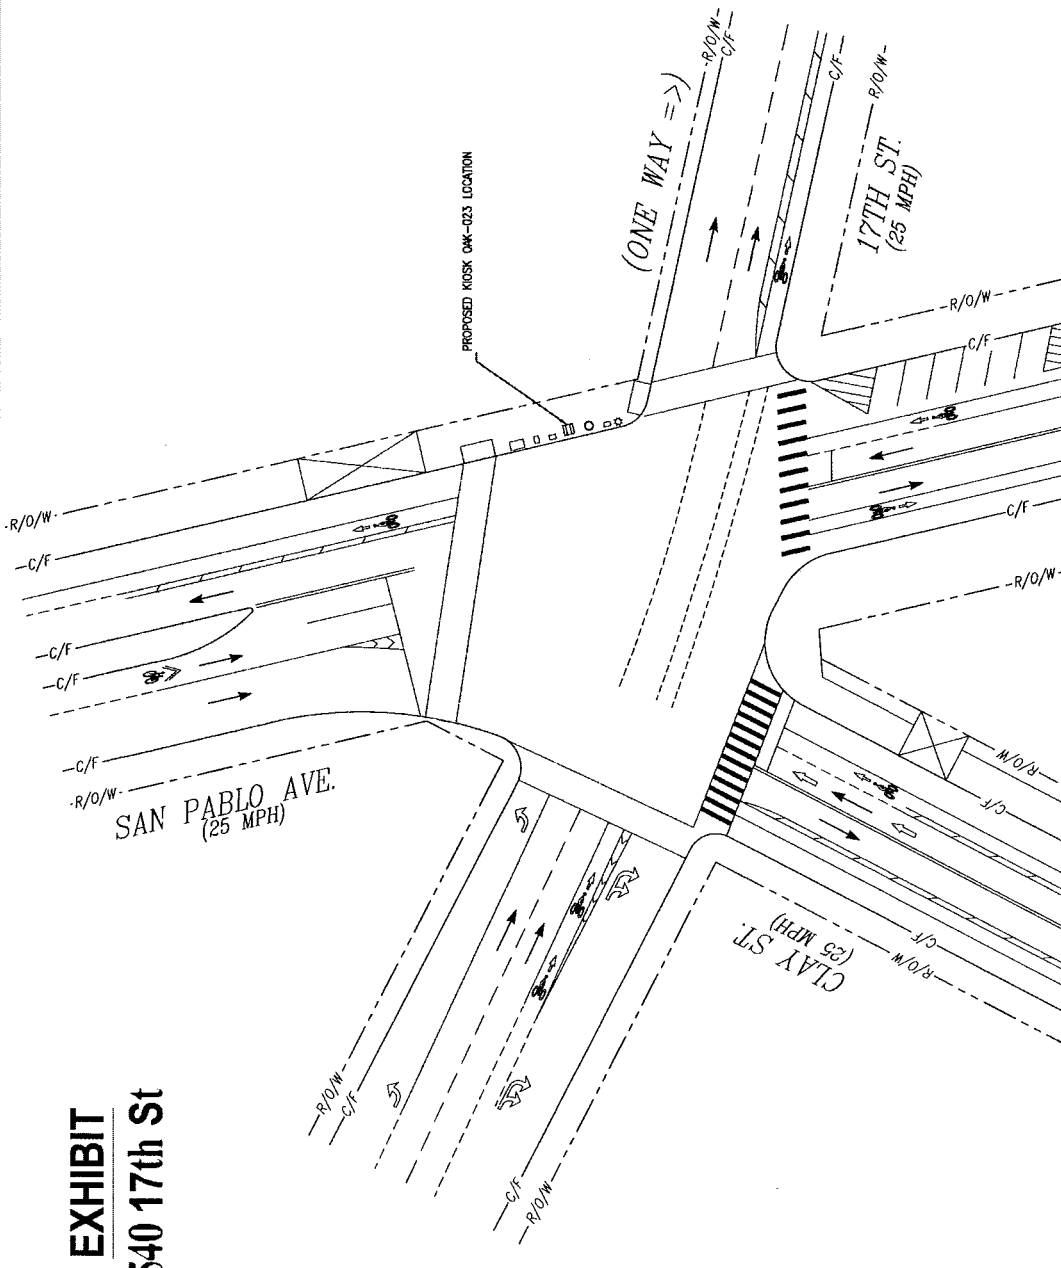 EXHIBIT
540 17th St
PROPOSED KIOSK OAK-023 LOCATION
(ONE WAY =>)
17TH ST.
(25 MPH)
SAN PABLO AVE.
(25 MPH)
CLAY ST.
(25 MPH)
R/O/W
C/F
C/F
R/O/W
R/O/W
C/F
C/F
C/F
C/F
R/O/W
R/O/W
C/F
C/F
R/O/W
R/O/W
C/F
R/O/W
C/F
C/F
R/O/W
C/F
R/O/W